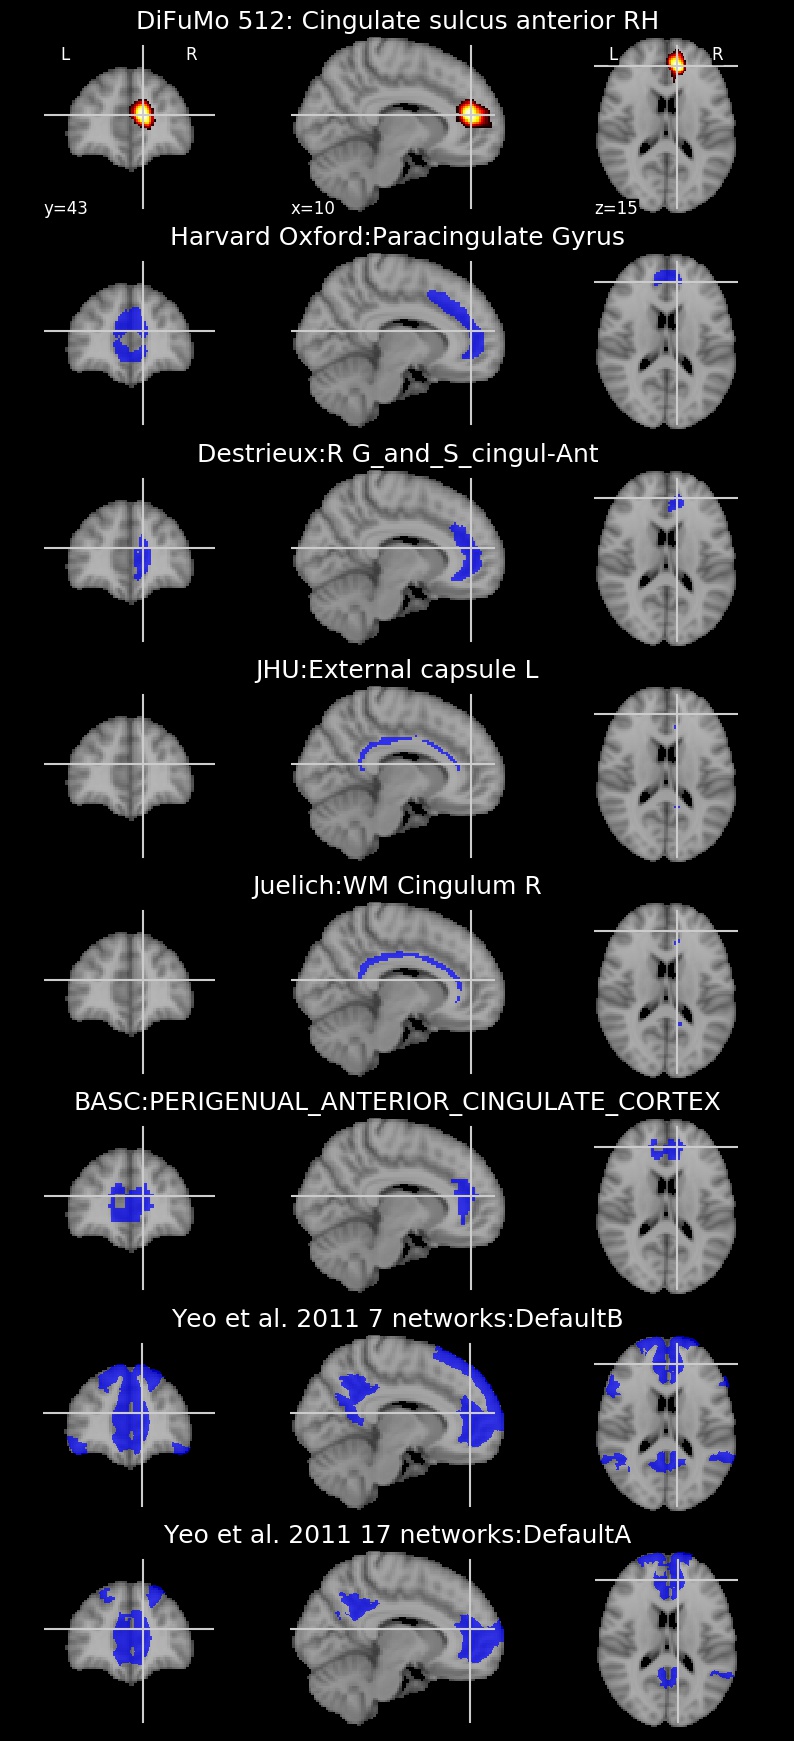 DiFuMo 512: Cingulate sulcus anterior RH
L R L R
y=43 x=10 z=15
Harvard Oxford:Paracingulate Gyrus
Destrieux:R G_and_S_cingul-Ant
JHU:External capsule L
Juelich:WM Cingulum R
BASC:PERIGENUAL_ANTERIOR_CINGULATE_CORTEX
Yeo et al. 2011 7 networks:DefaultB
Yeo et al. 2011 17 networks:DefaultA